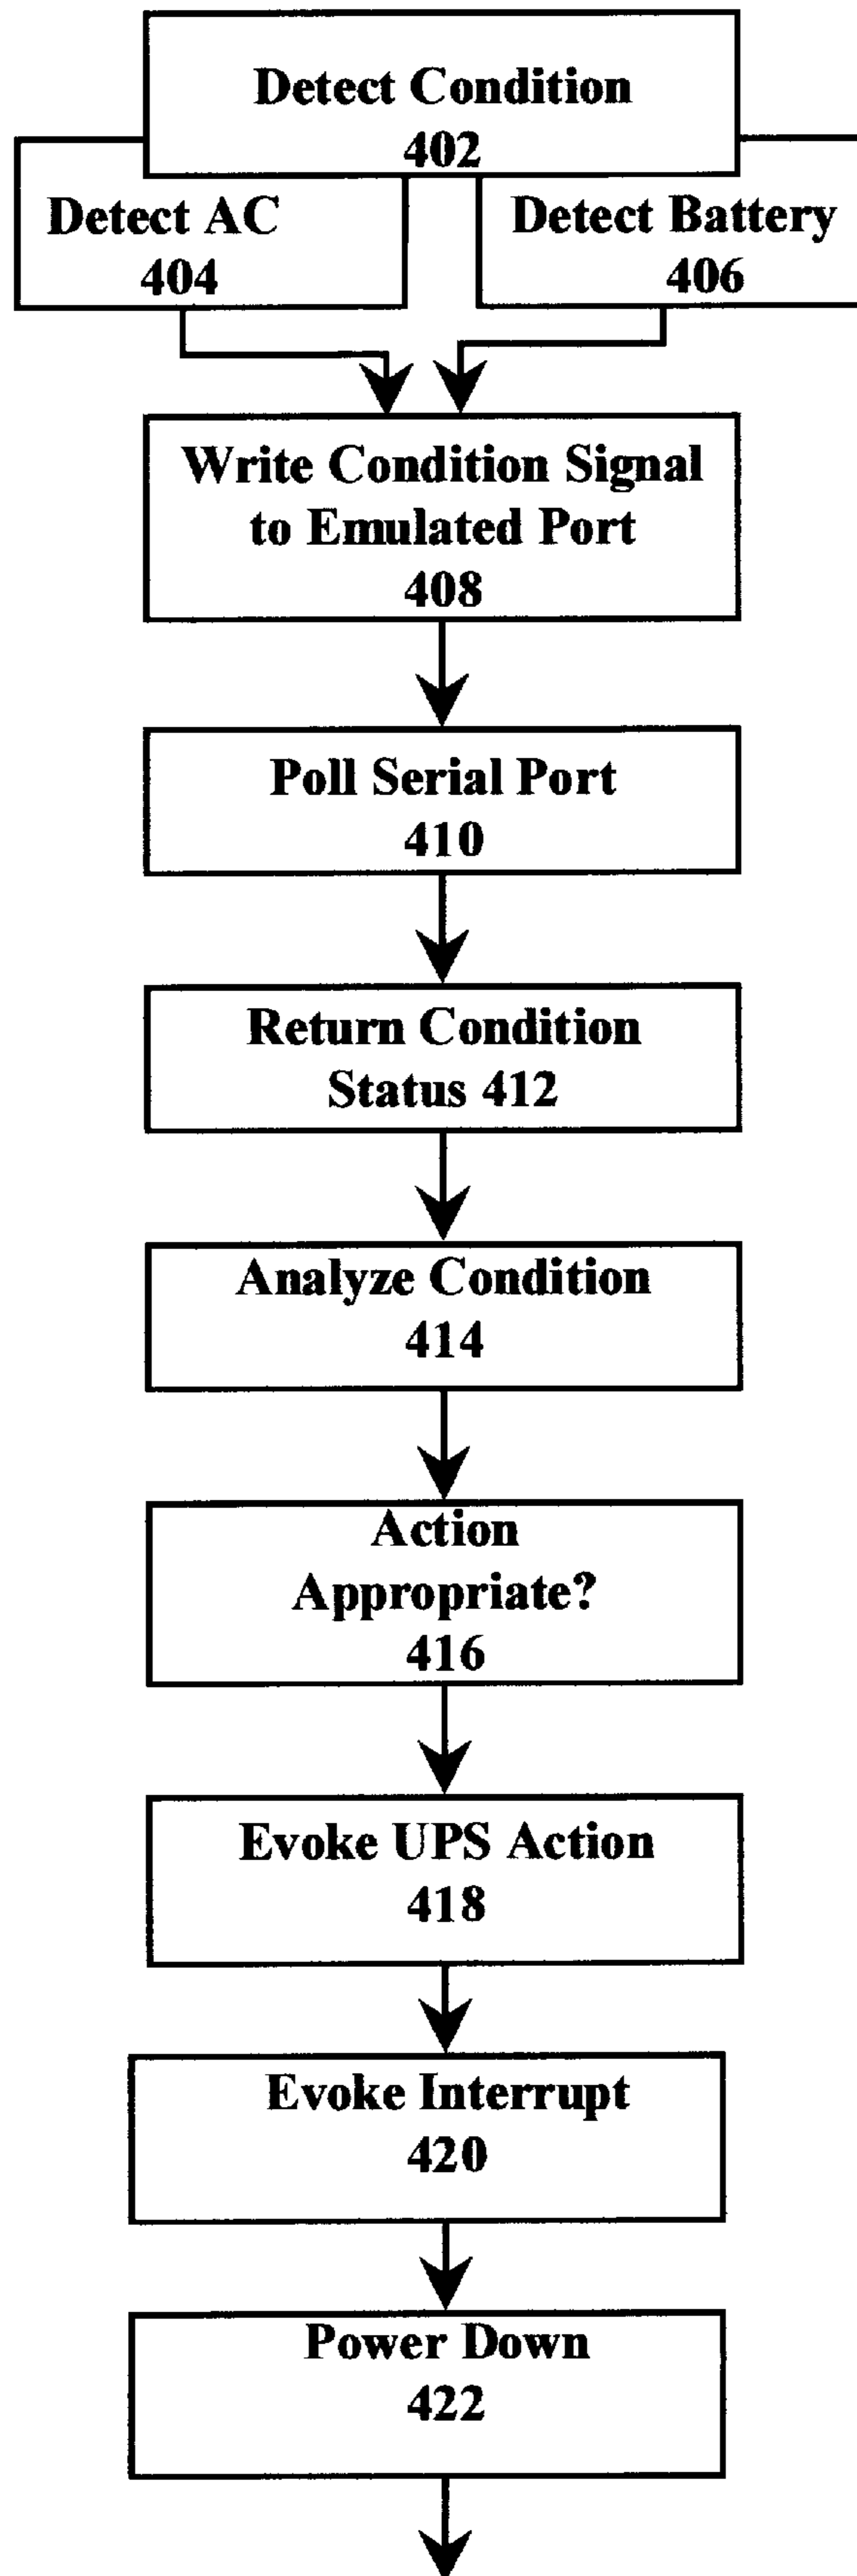 Detect Condition
402
Detect AC
404
Detect Battery
406
Write Condition Signal
to Emulated Port
408
Poll Serial Port
410
Return Condition
Status 412
Analyze Condition
414
Action
Appropriate?
416
Evoke UPS Action
418
Evoke Interrupt
420
Power Down
422